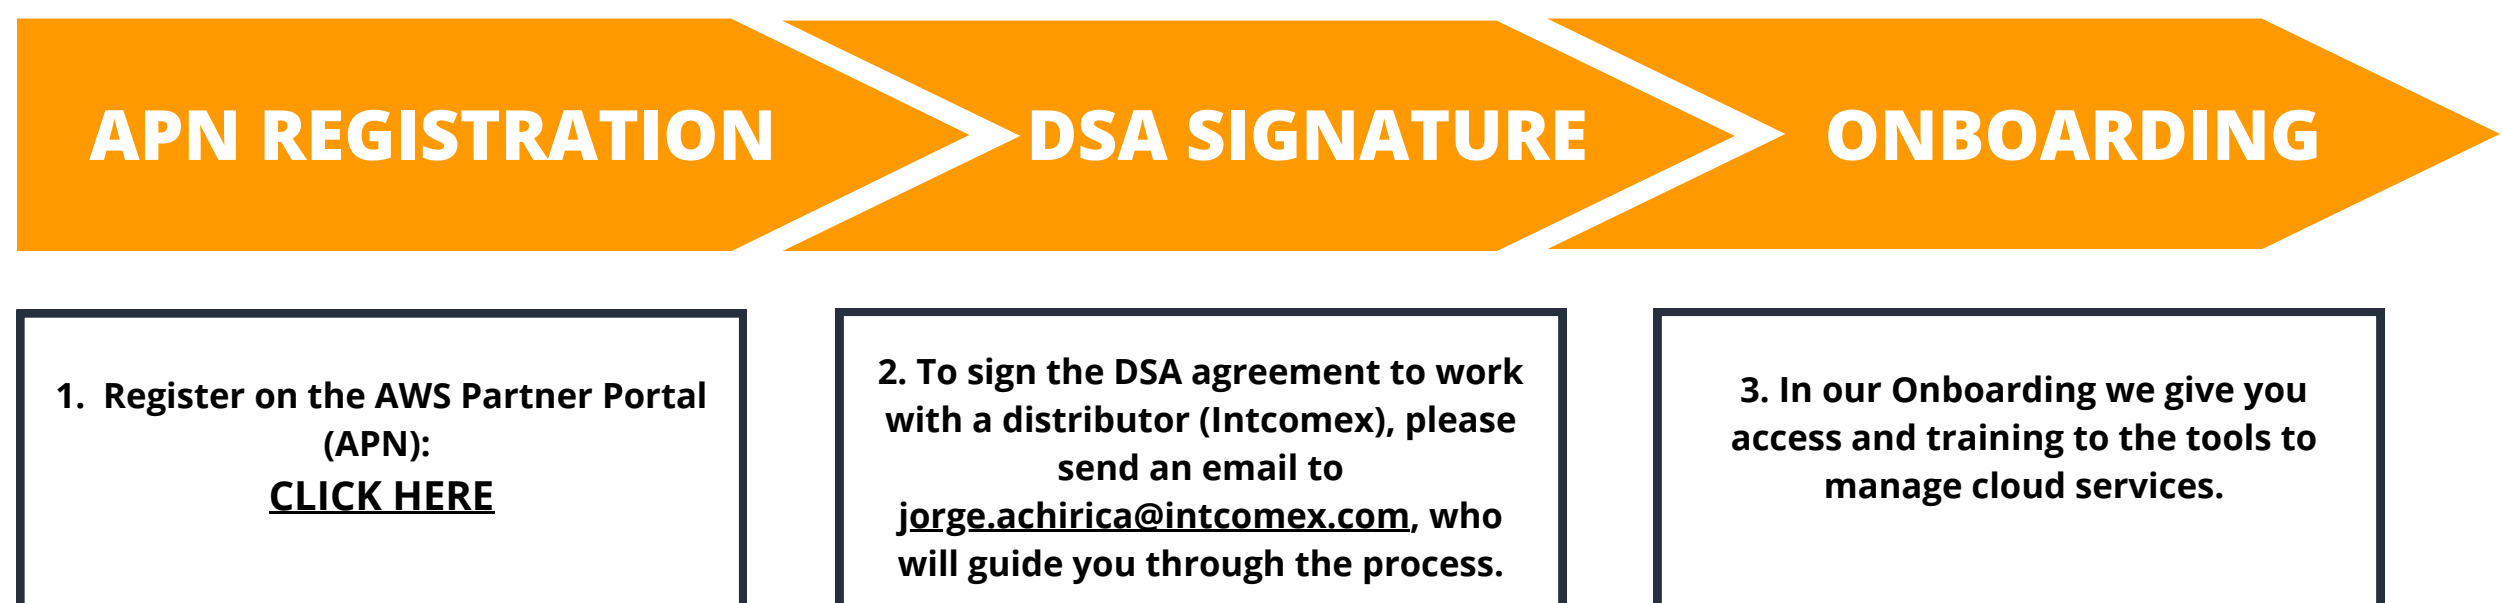 APN REGISTRATION
DSA SIGNATURE
ONBOARDING
1. Register on the AWS Partner Portal
(APN):
CLICK HERE
2. To sign the DSA agreement to work
with a distributor (Intcomex), please
send an email to
jorge.achirica@intcomex.com, who
will guide you through the process.
3. In our Onboarding we give you
access and training to the tools to
manage cloud services.